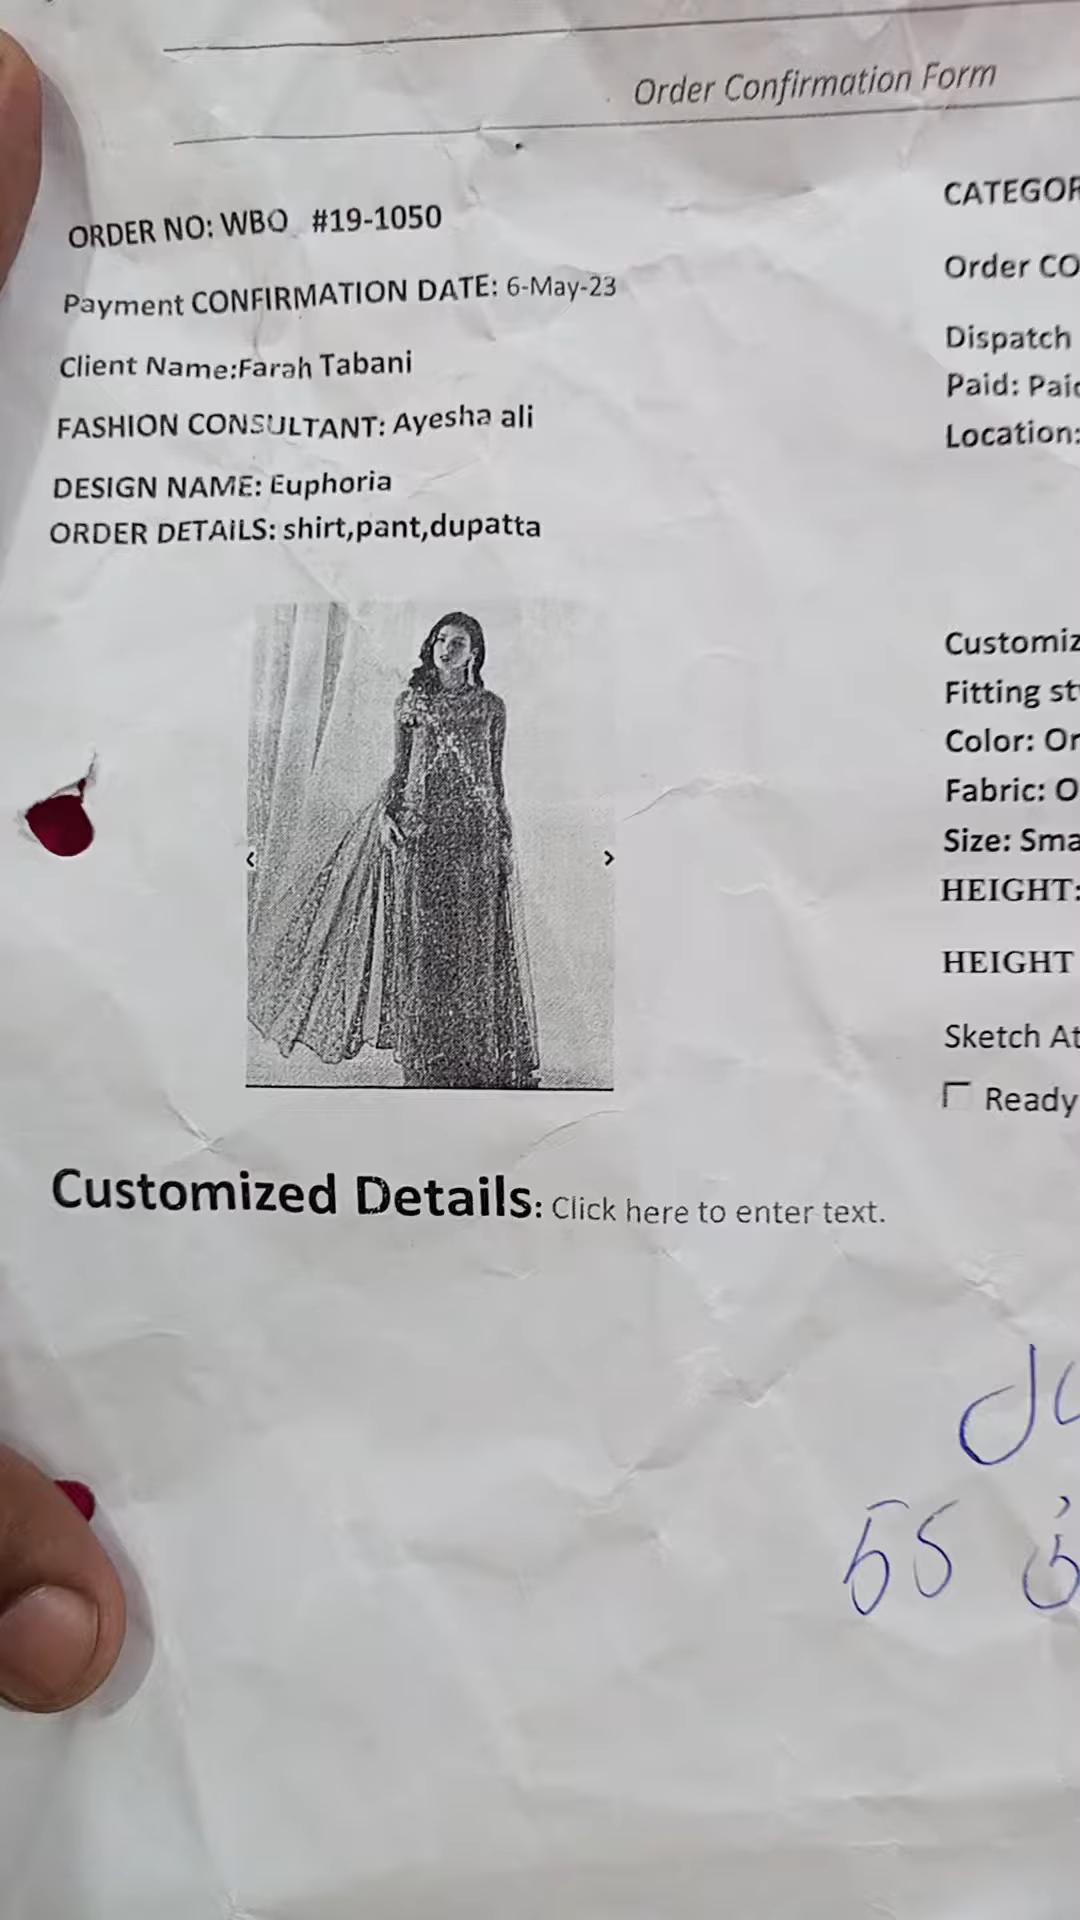 Order Confirmation Form
ORDER NO: WBO #19-1050
Payment CONFIRMATION DATE: 6-May-23
Client Name:Farah Tabani
FASHION CONSULTANT: Ayesha ali
DESIGN NAME: Euphoria
ORDER DETAILS: shirt,pant,dupatta
CATEGOR
Order CO
Dispatch
Paid: Paid
Location:
Customiz
Fitting st
Color: Or
Fabric: O
Size: Sma
HEIGHT:
HEIGHT
Sketch At
Ready
Customized Details: Click here to enter text.